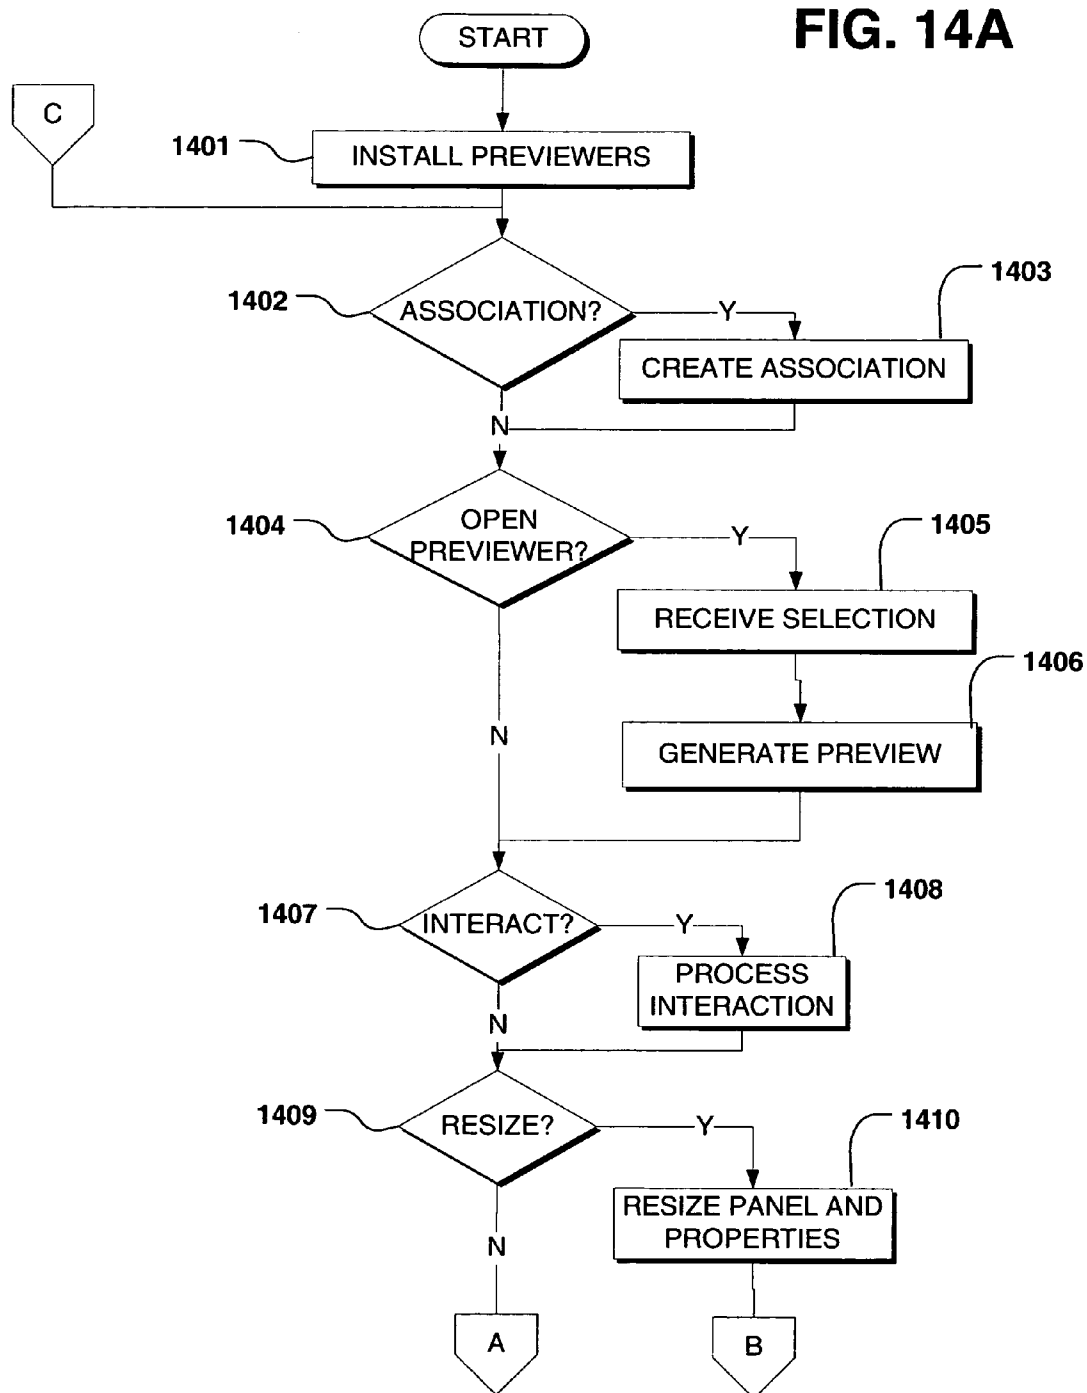 FIG. 14A
START
C
1401
INSTALL PREVIEWERS
1402
ASSOCIATION?
Y
1403
CREATE ASSOCIATION
N
1404
OPEN
PREVIEWER?
Y
1405
RECEIVE SELECTION
1406
GENERATE PREVIEW
N
1407
INTERACT?
Y
1408
PROCESS
INTERACTION
N
1409
RESIZE?
Y
1410
RESIZE PANEL AND
PROPERTIES
N
A
B